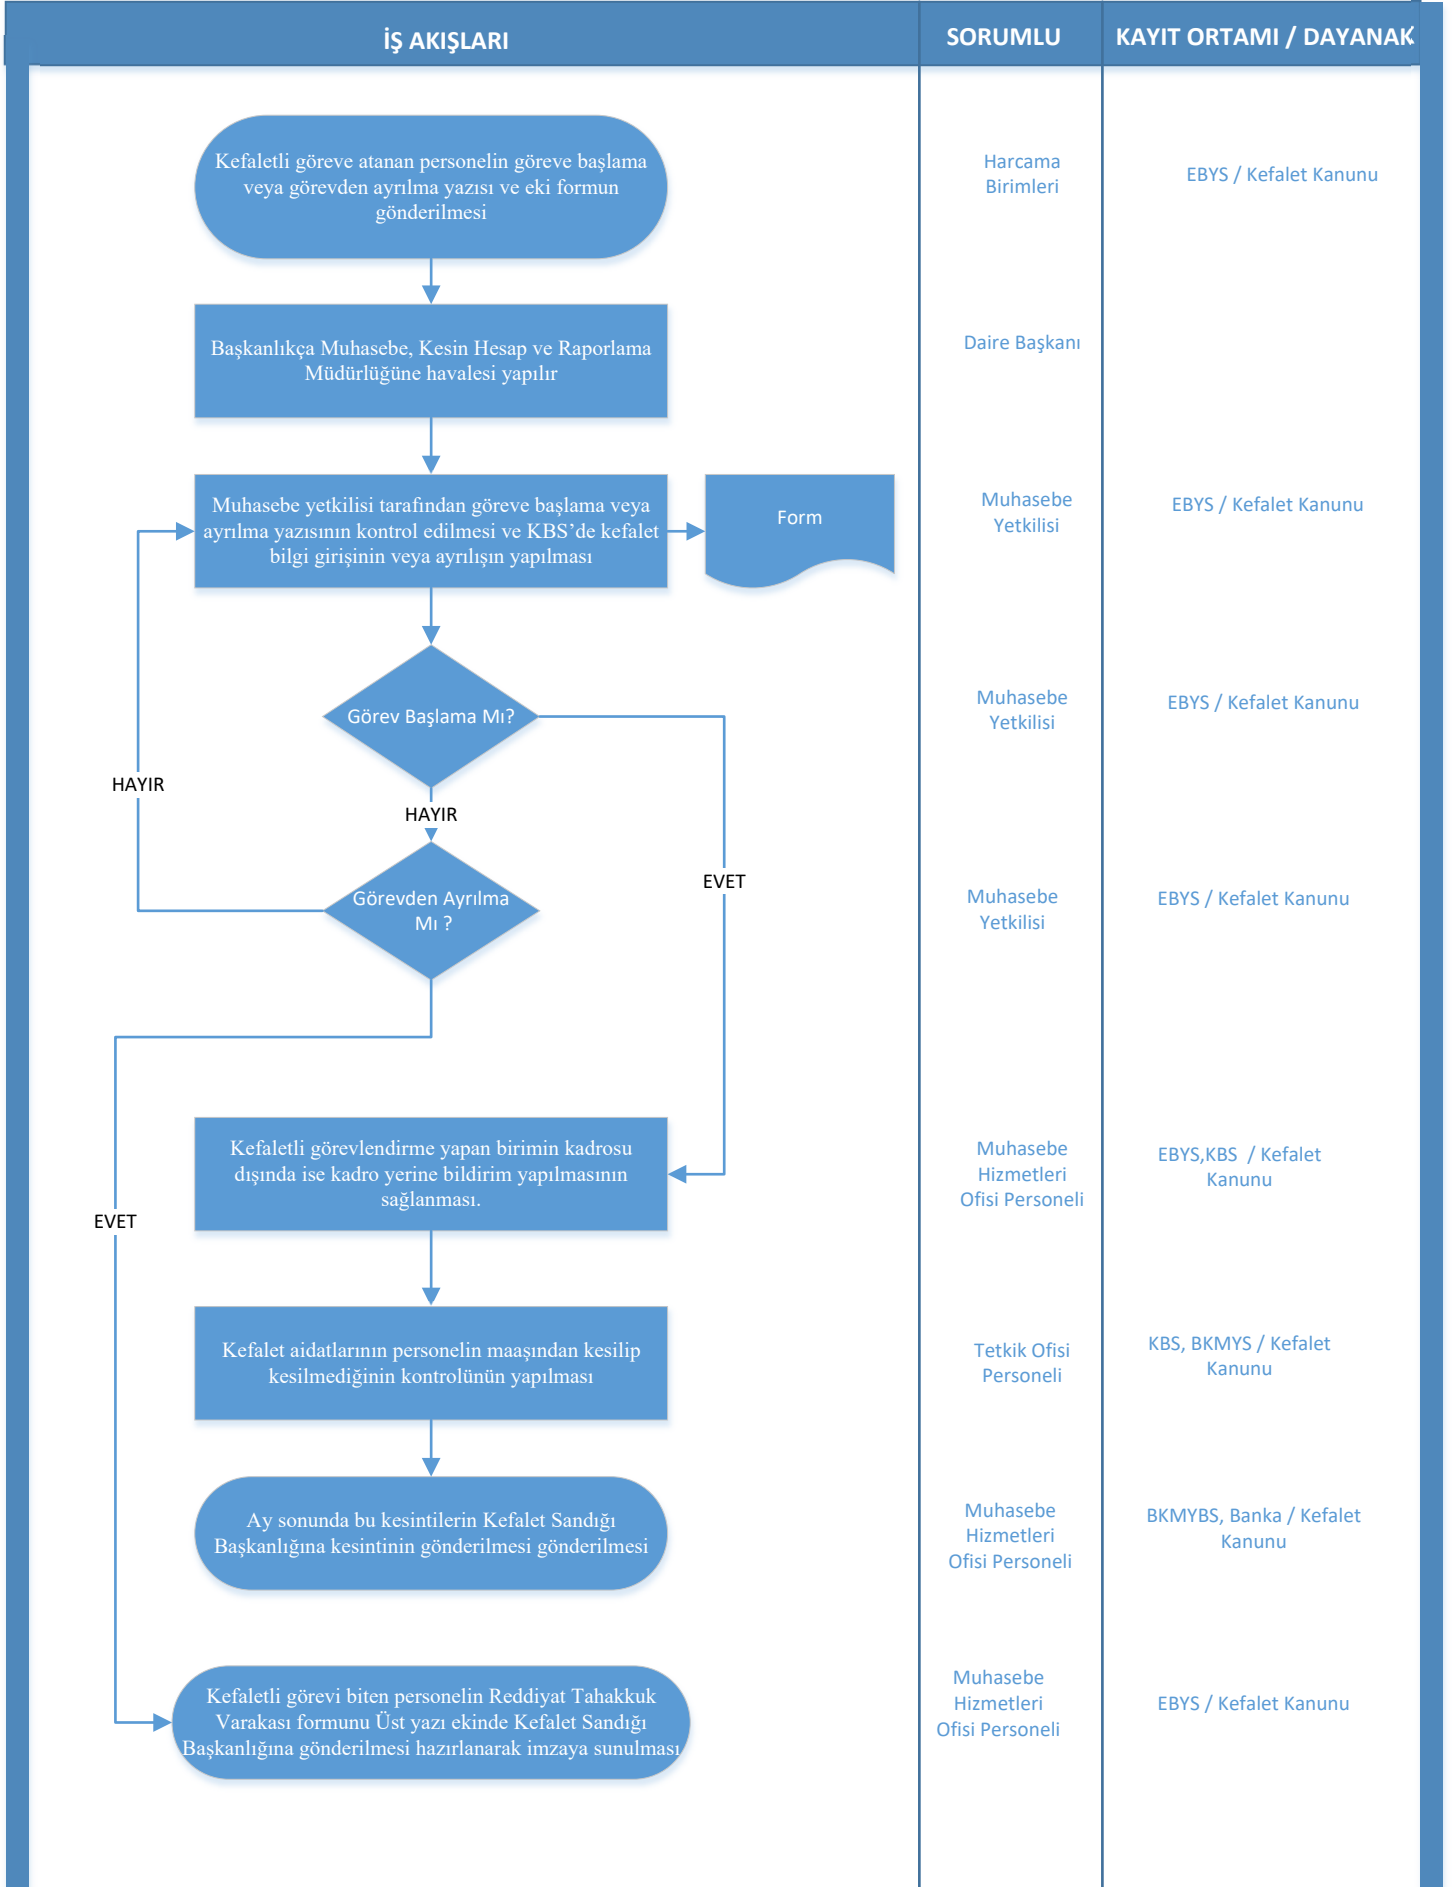 İŞ AKIŞLARI
SORUMLU
KAYIT ORTAMI / DAYANAK
Kefaletli göreve atanan personelin göreve başlama
veya görevden ayrılma yazısı ve eki formun
gönderilmesi
Harcama
Birimleri
EBYS / Kefalet Kanunu
Başkanlıkça Muhasebe, Kesin Hesap ve Raporlama
Müdürlüğüne havalesi yapılır
Daire Başkanı
Muhasebe yetkilisi tarafından göreve başlama veya
ayrılma yazısının kontrol edilmesi ve KBS’de kefalet
bilgi girişinin veya ayrılışın yapılması
Form
Muhasebe
Yetkilisi
EBYS / Kefalet Kanunu
Görev Başlama Mı?
Muhasebe
Yetkilisi
EBYS / Kefalet Kanunu
HAYIR
HAYIR
EVET
Görevden Ayrılma
Mı ?
Muhasebe
Yetkilisi
EBYS / Kefalet Kanunu
Kefaletli görevlendirme yapan birimin kadrosu
dışında ise kadro yerine bildirim yapılmasının
sağlanması.
Muhasebe
Hizmetleri
Ofisi Personeli
EBYS,KBS / Kefalet
Kanunu
EVET
Kefalet aidatlarının personelin maaşından kesilip
kesilmediğinin kontrolünün yapılması
Tetkik Ofisi
Personeli
KBS, BKMYS / Kefalet
Kanunu
Ay sonunda bu kesintilerin Kefalet Sandığı
Başkanlığına kesintinin gönderilmesi gönderilmesi
Muhasebe
Hizmetleri
Ofisi Personeli
BKMYBS, Banka / Kefalet
Kanunu
Kefaletli görevi biten personelin Reddiyat Tahakkuk
Varakası formunu Üst yazı ekinde Kefalet Sandığı
Başkanlığına gönderilmesi hazırlanarak imzaya sunulması
Muhasebe
Hizmetleri
Ofisi Personeli
EBYS / Kefalet Kanunu